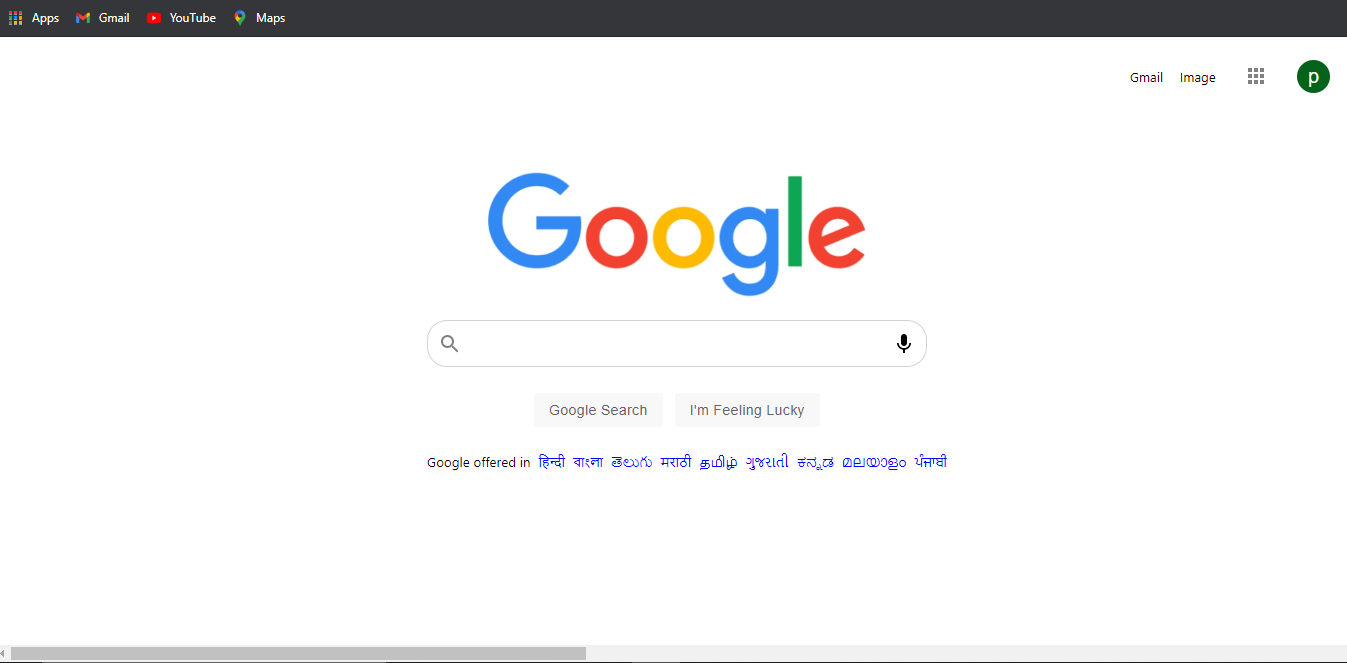 Apps Gmail YouTube Maps
Gmail Image p
Google
Google Search I'm Feeling Lucky
Google offered in हिन्दी বাংলা తెలుగు मराठी தமிழ் ગુજરાતી ಕನ್ನಡ മലയാളം ਪੰਜਾਬੀ